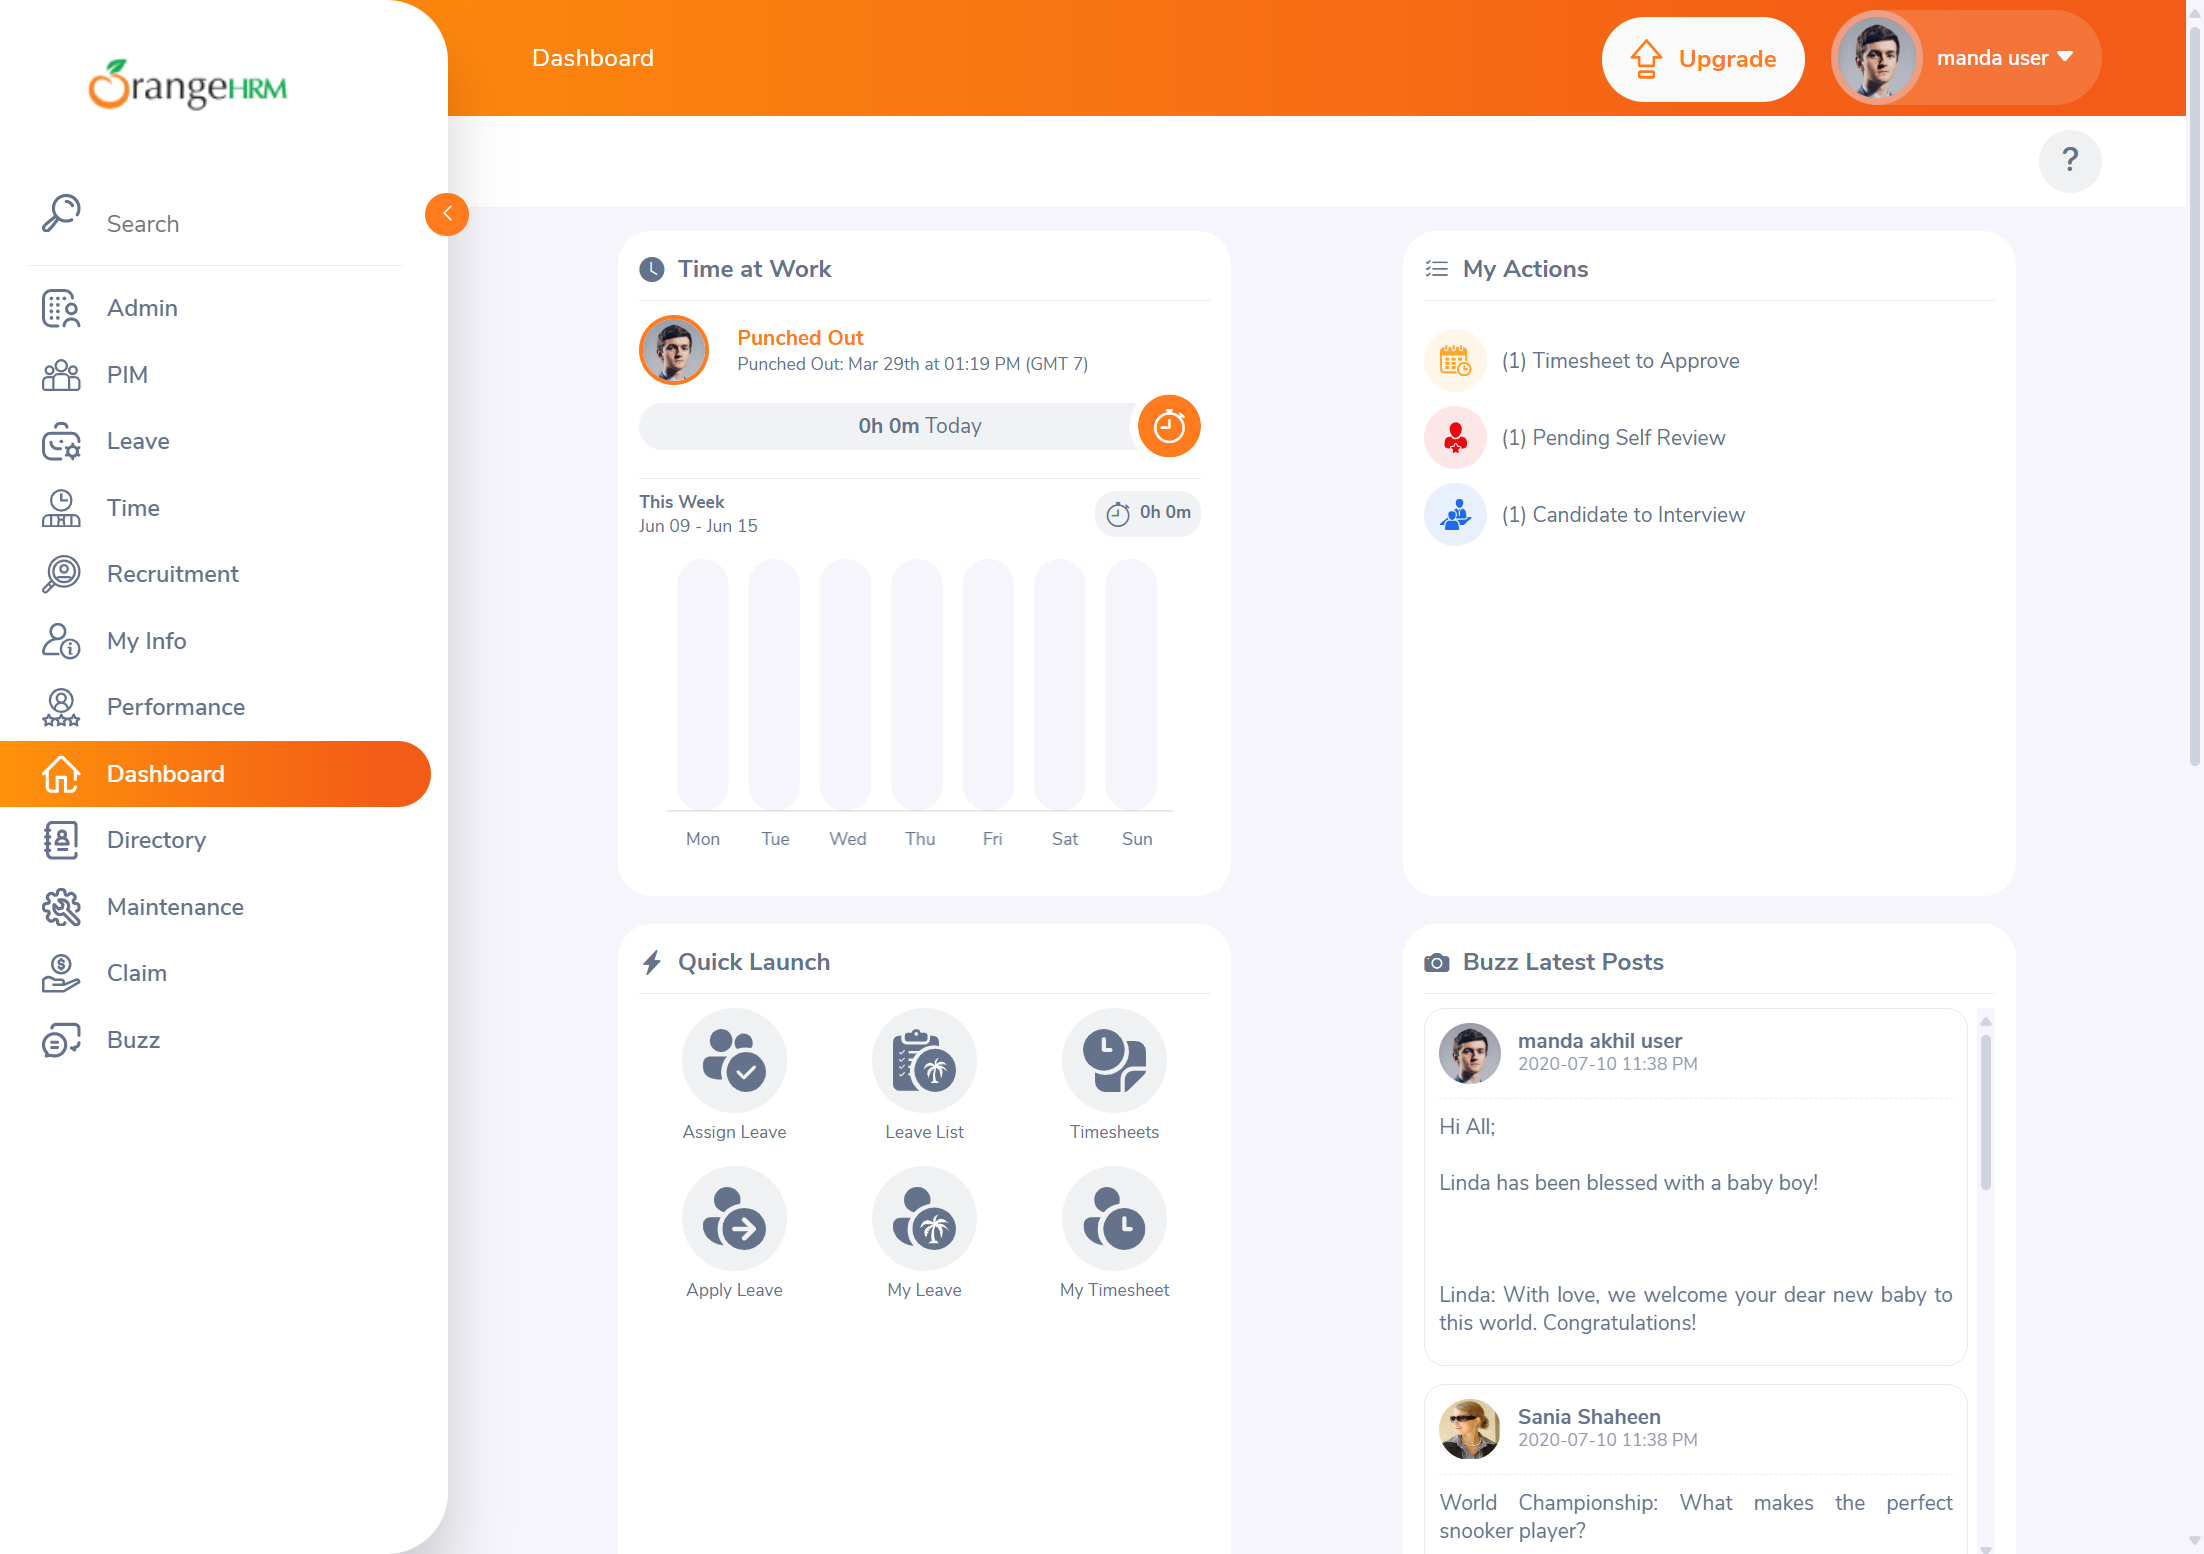 OrangeHRM
Search
Admin
PIM
Leave
Time
Recruitment
My Info
Performance
Dashboard
Directory
Maintenance
Claim
Buzz
Dashboard
Upgrade
manda user
?
Time at Work
Punched Out
Punched Out: Mar 29th at 01:19 PM (GMT 7)
0h 0m Today
This Week
Jun 09 - Jun 15
0h 0m
Mon Tue Wed Thu Fri Sat Sun
My Actions
(1) Timesheet to Approve
(1) Pending Self Review
(1) Candidate to Interview
Quick Launch
Assign Leave
Leave List
Timesheets
Apply Leave
My Leave
My Timesheet
Buzz Latest Posts
manda akhil user
2020-07-10 11:38 PM
Hi All;
Linda has been blessed with a baby boy!
Linda: With love, we welcome your dear new baby to
this world. Congratulations!
Sania Shaheen
2020-07-10 11:38 PM
World Championship: What makes the perfect
snooker player?